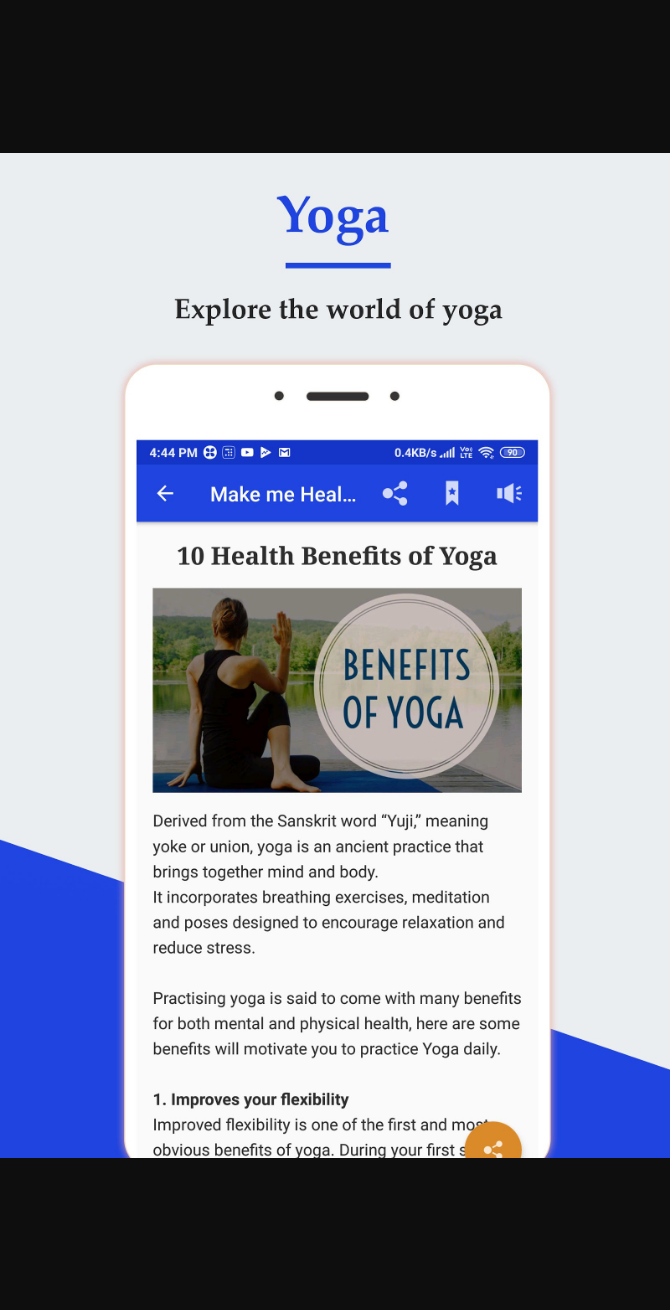 Yoga
Explore the world of yoga
4:44 PM 0.4KB/s Vo LTE 90
Make me Heal...
10 Health Benefits of Yoga
BENEFITS
OF YOGA
Derived from the Sanskrit word “Yuji,” meaning
yoke or union, yoga is an ancient practice that
brings together mind and body.
It incorporates breathing exercises, meditation
and poses designed to encourage relaxation and
reduce stress.
Practising yoga is said to come with many benefits
for both mental and physical health, here are some
benefits will motivate you to practice Yoga daily.
1. Improves your flexibility
Improved flexibility is one of the first and most
obvious benefits of yoga. During your first